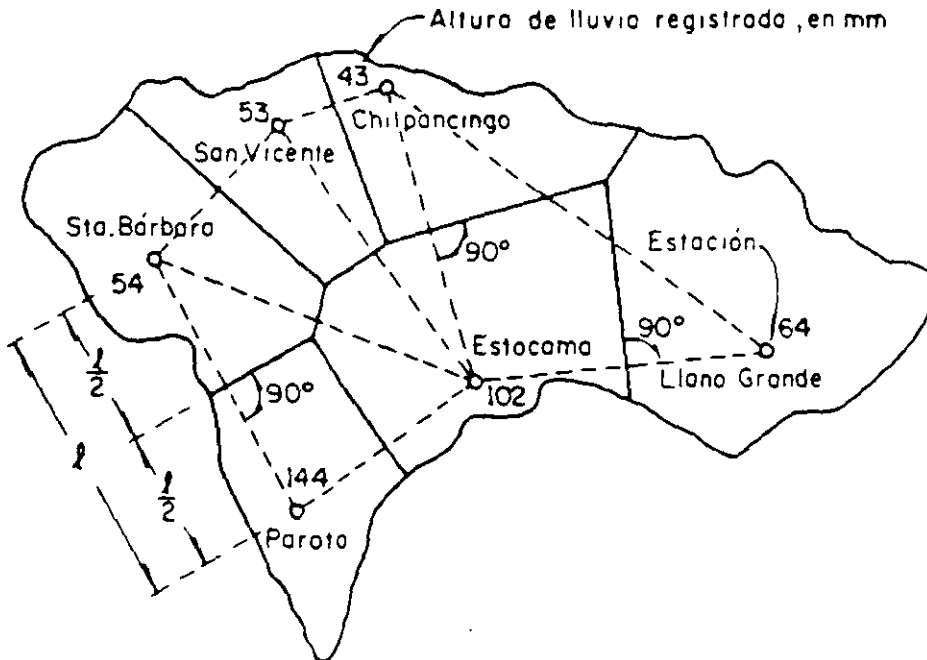 Altura de lluvia registrada, en mm
43
53
Chilpancingo
San Vicente
Sta. Bárbara
90°
Estación
54
64
Estacama
90°
Llano Grande
ℓ/2
90°
102
ℓ
144
ℓ/2
Parota